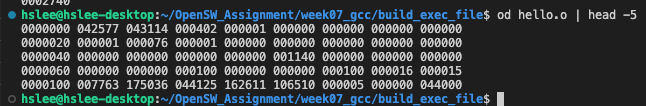 0002740
hslee@hslee-desktop:~/OpenSW_Assignment/week07_gcc/build_exec_file$ od hello.o | head -5
0000000 042577 043114 000402 000001 000000 000000 000000 000000
0000020 000001 000076 000001 000000 000000 000000 000000 000000
0000040 000000 000000 000000 000000 001140 000000 000000 000000
0000060 000000 000000 000100 000000 000000 000100 000016 000015
0000100 007763 175036 044125 162611 106510 000005 000000 044000
hslee@hslee-desktop:~/OpenSW_Assignment/week07_gcc/build_exec_file$